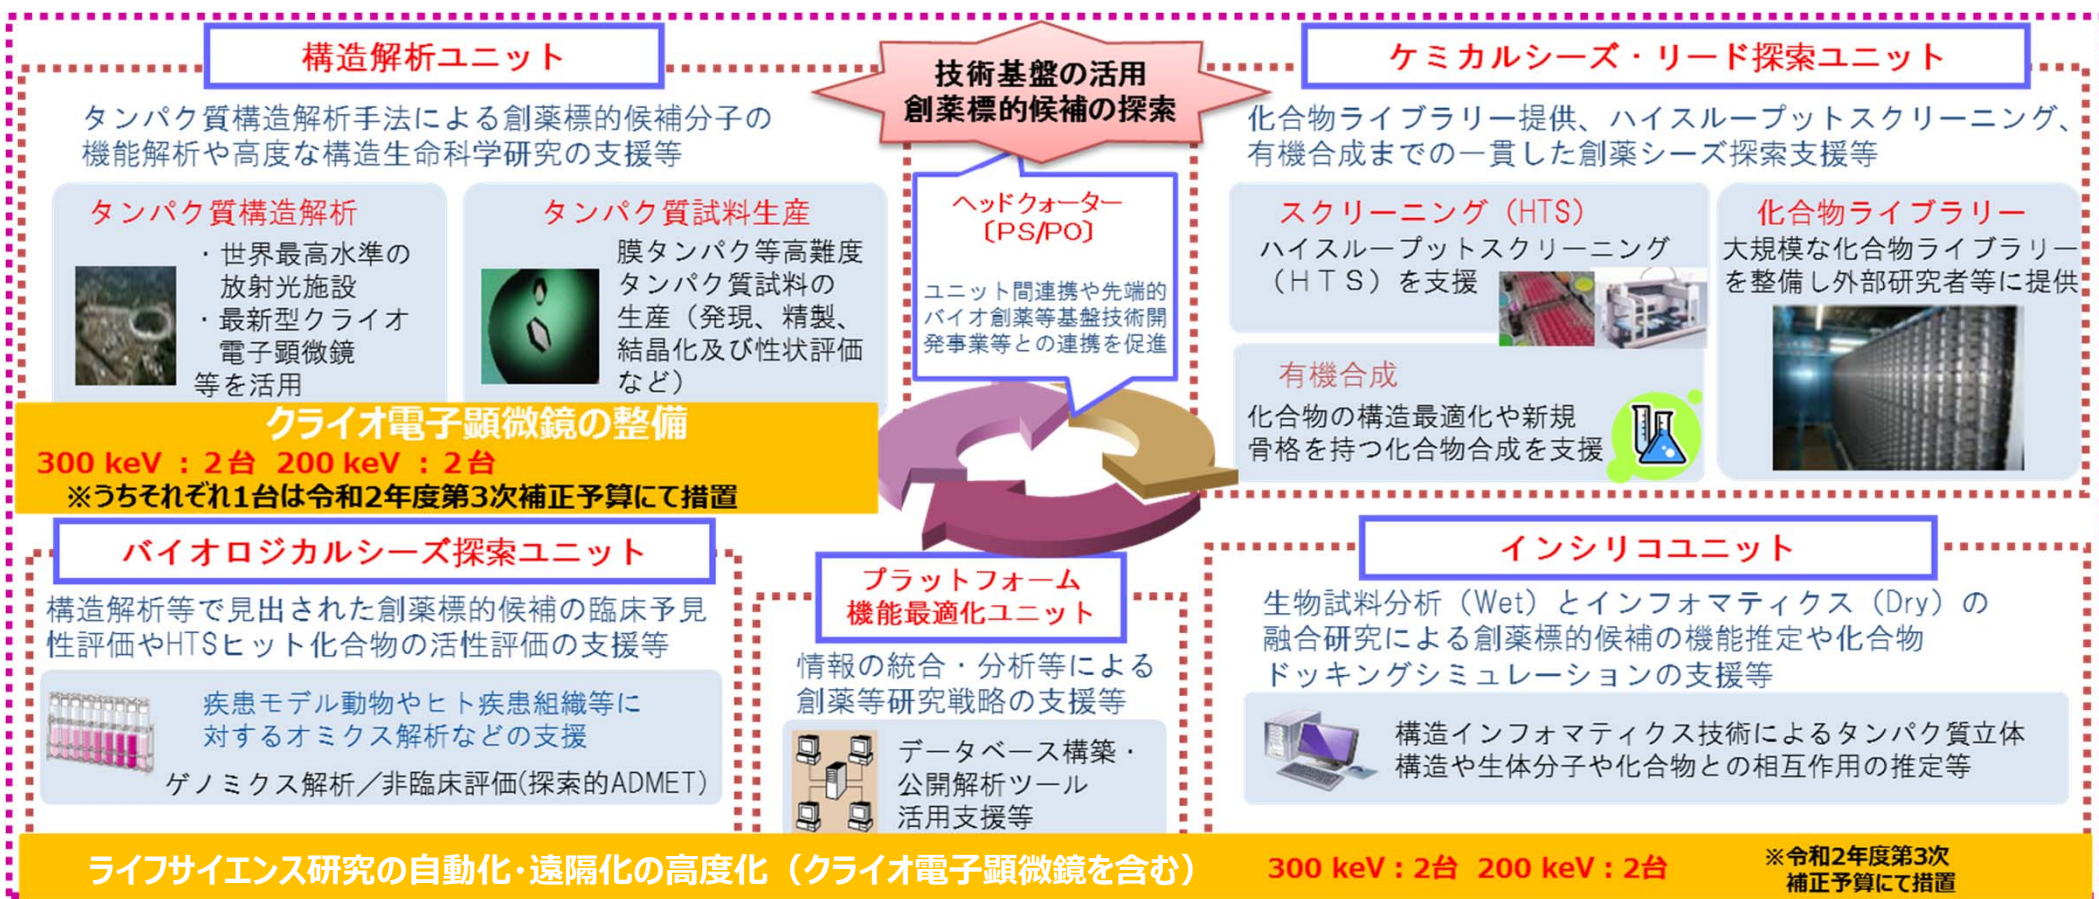 構造解析ユニット
タンパク質構造解析手法による創薬標的候補分子の
機能解析や高度な構造生命科学研究の支援等
タンパク質構造解析
・世界最高水準の
放射光施設
・最新型クライオ
電子顕微鏡
等を活用
タンパク質試料生産
膜タンパク等高難度
タンパク質試料の
生産（発現、精製、
結晶化及び性状評価
など）
クライオ電子顕微鏡の整備
300 keV：2台 200 keV：2台
※うちそれぞれ1台は令和2年度第3次補正予算にて措置
技術基盤の活用
創薬標的候補の探索
ヘッドクォーター
〔PS/PO〕
ユニット間連携や先端的
バイオ創薬等基盤技術開
発事業等との連携を促進
ケミカルシーズ・リード探索ユニット
化合物ライブラリー提供、ハイスループットスクリーニング、
有機合成までの一貫した創薬シーズ探索支援等
スクリーニング（HTS）
ハイスループットスクリーニング
（ＨＴＳ）を支援
有機合成
化合物の構造最適化や新規
骨格を持つ化合物合成を支援
化合物ライブラリー
大規模な化合物ライブラリー
を整備し外部研究者等に提供
バイオロジカルシーズ探索ユニット
構造解析等で見出された創薬標的候補の臨床予見
性評価やHTSヒット化合物の活性評価の支援等
疾患モデル動物やヒト疾患組織等に
対するオミクス解析などの支援
ゲノミクス解析／非臨床評価(探索的ADMET)
プラットフォーム
機能最適化ユニット
情報の統合・分析等による
創薬等研究戦略の支援等
データベース構築・
公開解析ツール
活用支援等
インシリコユニット
生物試料分析（Wet）とインフォマティクス（Dry）の
融合研究による創薬標的候補の機能推定や化合物
ドッキングシミュレーションの支援等
構造インフォマティクス技術によるタンパク質立体
構造や生体分子や化合物との相互作用の推定等
ライフサイエンス研究の自動化・遠隔化の高度化（クライオ電子顕微鏡を含む）
300 keV：2台 200 keV：2台
※令和2年度第3次
補正予算にて措置